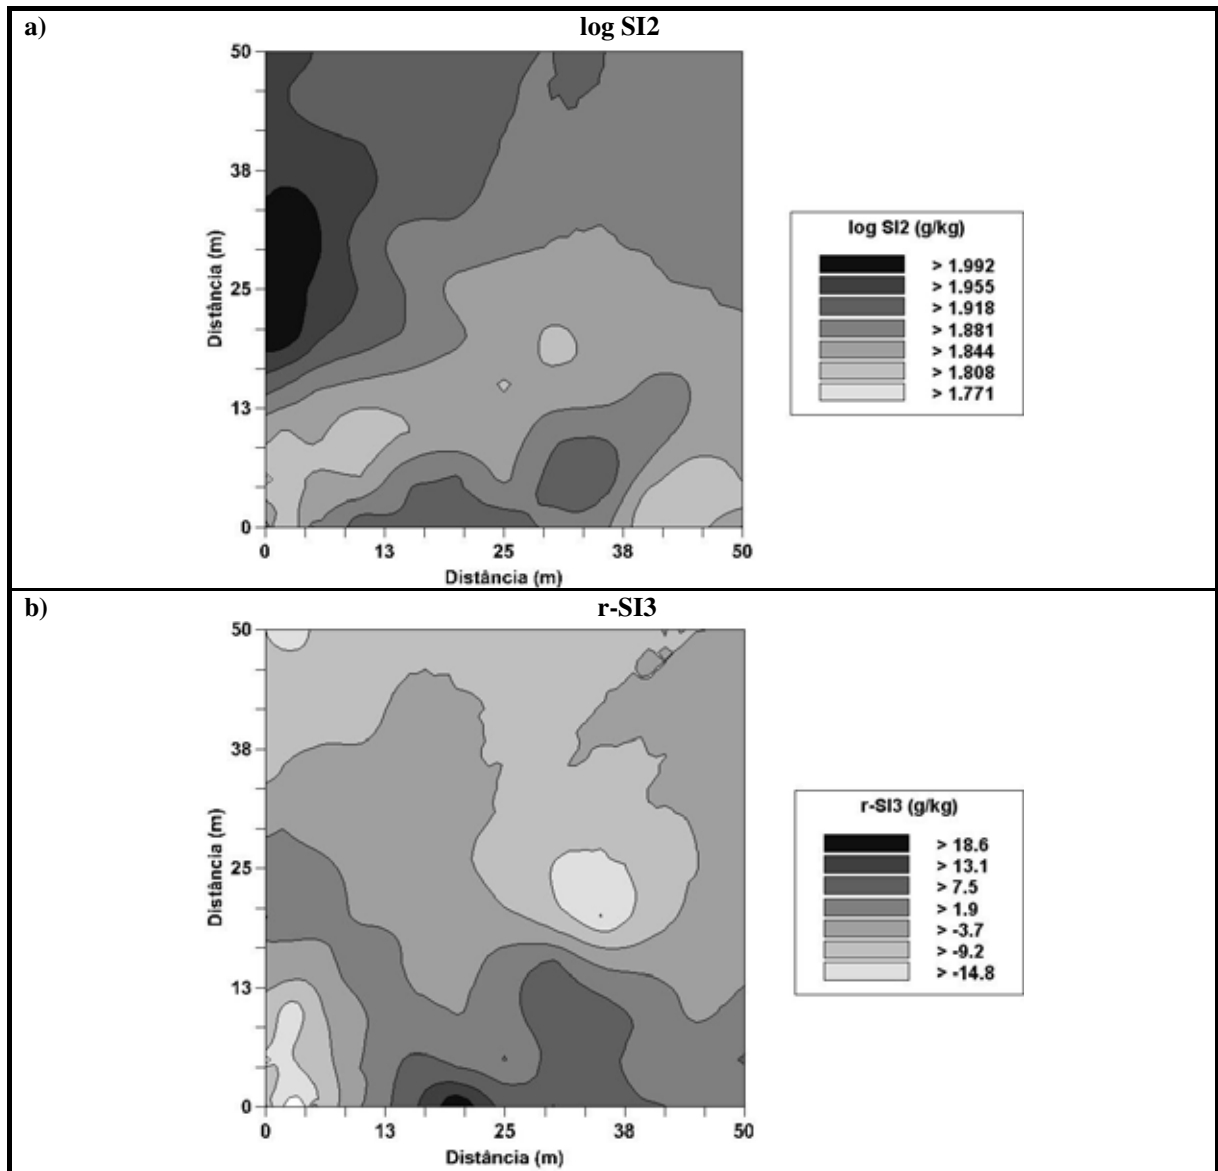 a) log SI2
50
38
25
13
0
Distância (m)
0 13 25 38 50
Distância (m)
log SI2 (g/kg)
> 1.992
> 1.955
> 1.918
> 1.881
> 1.844
> 1.808
> 1.771
b) r-SI3
50
38
25
13
0
Distância (m)
0 13 25 38 50
Distância (m)
r-SI3 (g/kg)
> 18.6
> 13.1
> 7.5
> 1.9
> -3.7
> -9.2
> -14.8